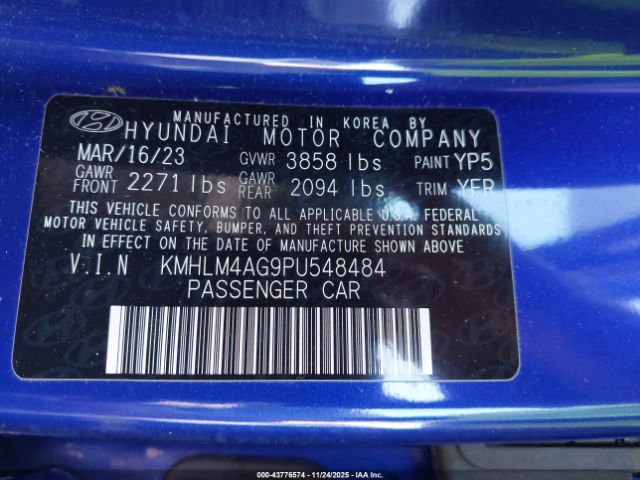 MANUFACTURED IN KOREA BY
HYUNDAI MOTOR COMPANY
MAR/16/23 GVWR 3858 lbs PAINT YP5
GAWR FRONT 2271 lbs GAWR REAR 2094 lbs TRIM YFR
THIS VEHICLE CONFORMS TO ALL APPLICABLE U.S.A. FEDERAL
MOTOR VEHICLE SAFETY, BUMPER, AND THEFT PREVENTION STANDARDS
IN EFFECT ON THE DATE OF MANUFACTURE SHOWN ABOVE.
V.I.N KMHLM4AG9PU548484
PASSENGER CAR
000-43776574 | 11/24/2025 - IAAI.COM